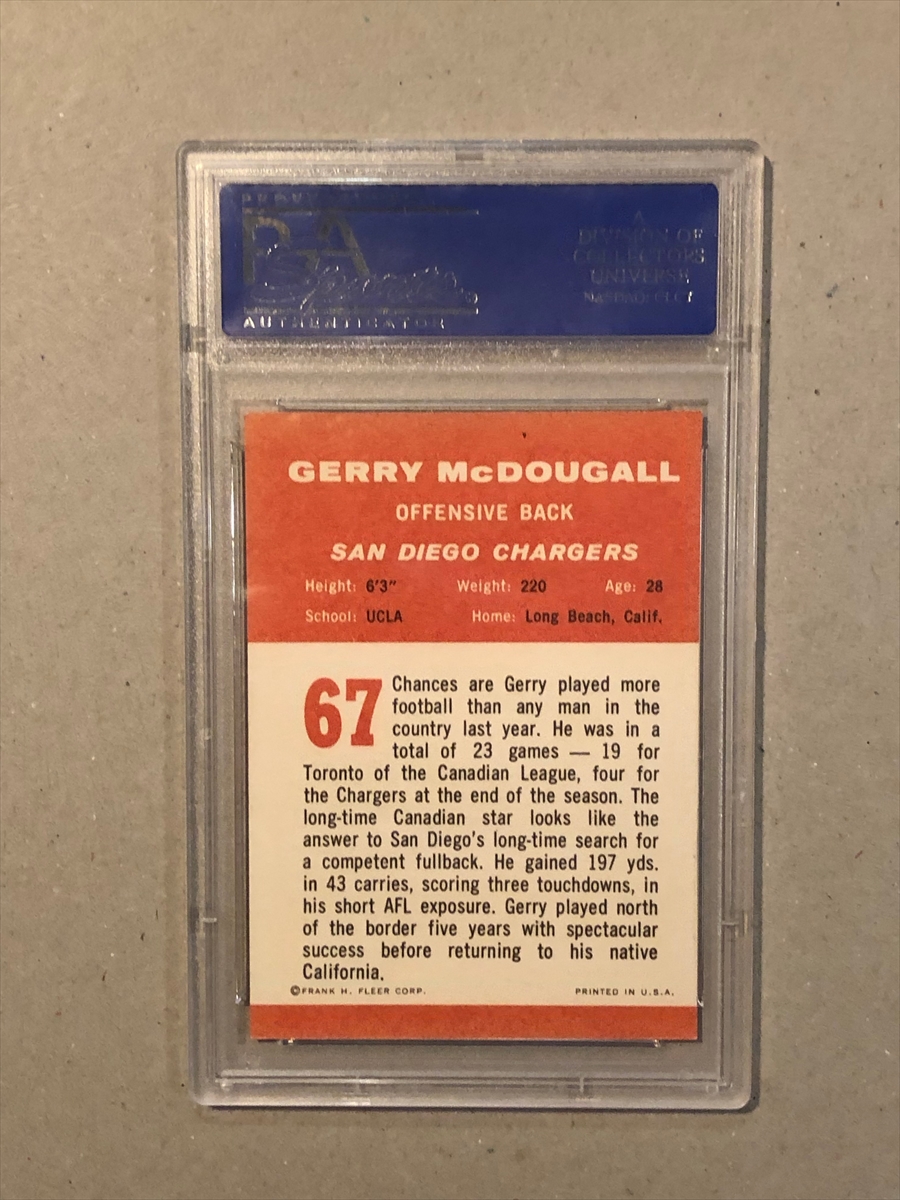 PSA
Sports
AUTHENTICATOR
A
DIVISION OF
COLLECTORS
UNIVERSE
NASDAQ: CLCT
GERRY McDOUGALL
OFFENSIVE BACK
SAN DIEGO CHARGERS
Height: 6'3" Weight: 220 Age: 28
School: UCLA Home: Long Beach, Calif.
67 Chances are Gerry played more
football than any man in the
country last year. He was in a
total of 23 games — 19 for
Toronto of the Canadian League, four for
the Chargers at the end of the season. The
long-time Canadian star looks like the
answer to San Diego's long-time search for
a competent fullback. He gained 197 yds.
in 43 carries, scoring three touchdowns, in
his short AFL exposure. Gerry played north
of the border five years with spectacular
success before returning to his native
California.
©FRANK H. FLEER CORP. PRINTED IN U.S.A.